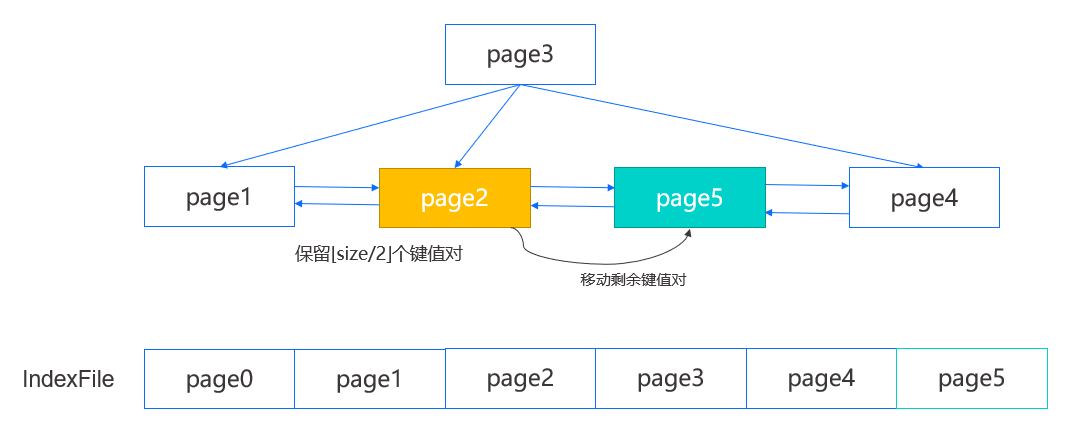 page3
page1
page2
page5
page4
保留⌊size/2⌋个键值对
移动剩余键值对
IndexFile
page0
page1
page2
page3
page4
page5